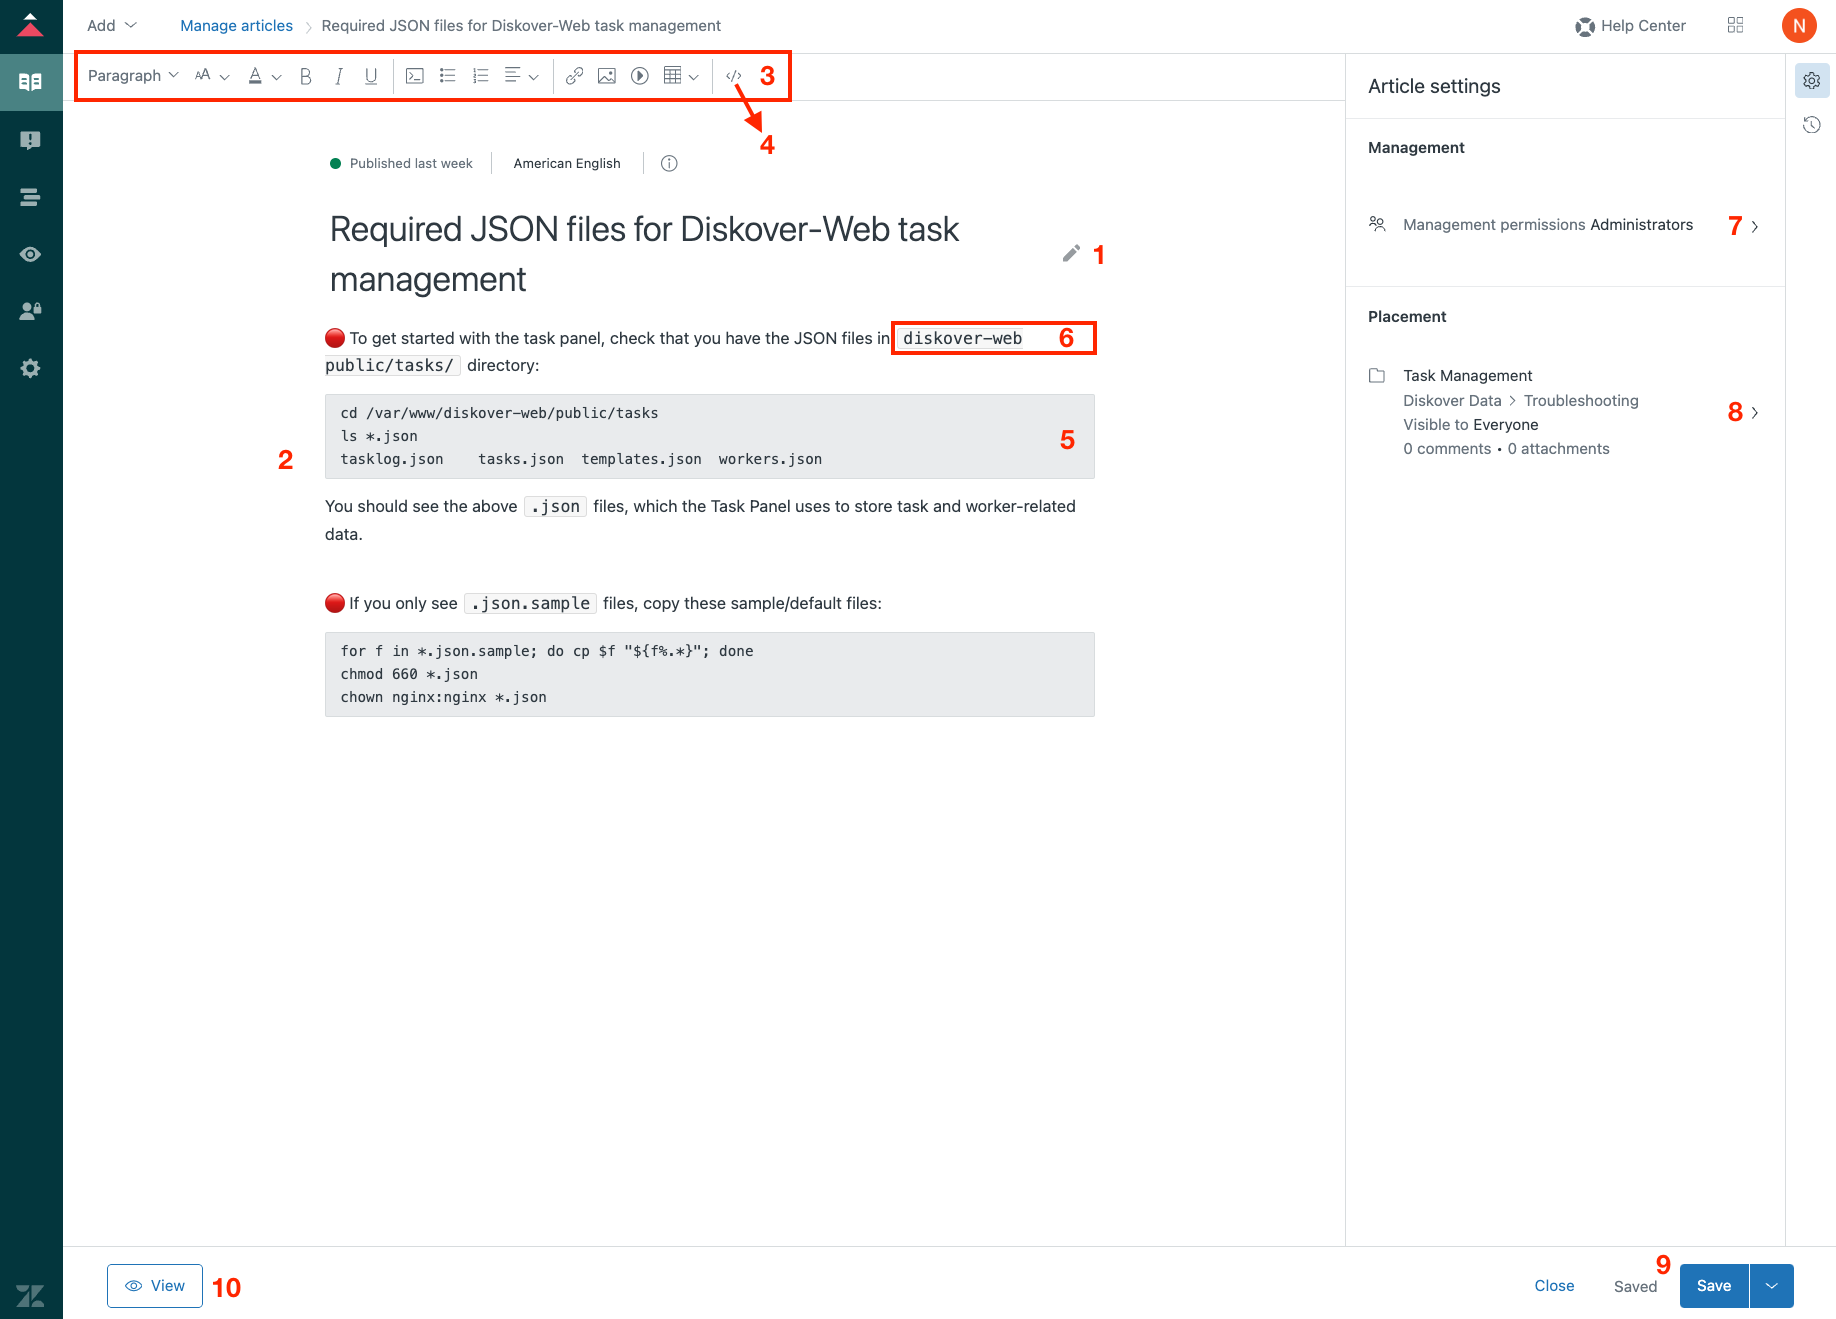 Add
Manage articles
Required JSON files for Diskover-Web task management
Help Center
N
Paragraph
AA
A
B
I
U
</>
3
4
Published last week
American English
Required JSON files for Diskover-Web task
management
1
To get started with the task panel, check that you have the JSON files in diskover-web
6
public/tasks/ directory:
cd /var/www/diskover-web/public/tasks
ls *.json
tasklog.json tasks.json templates.json workers.json
5
2
You should see the above .json files, which the Task Panel uses to store task and worker-related
data.
If you only see .json.sample files, copy these sample/default files:
for f in *.json.sample; do cp $f "${f%.*}"; done
chmod 660 *.json
chown nginx:nginx *.json
Article settings
Management
Management permissions Administrators
7
Placement
Task Management
Diskover Data > Troubleshooting
Visible to Everyone
0 comments • 0 attachments
8
View
10
Close
Saved
9
Save